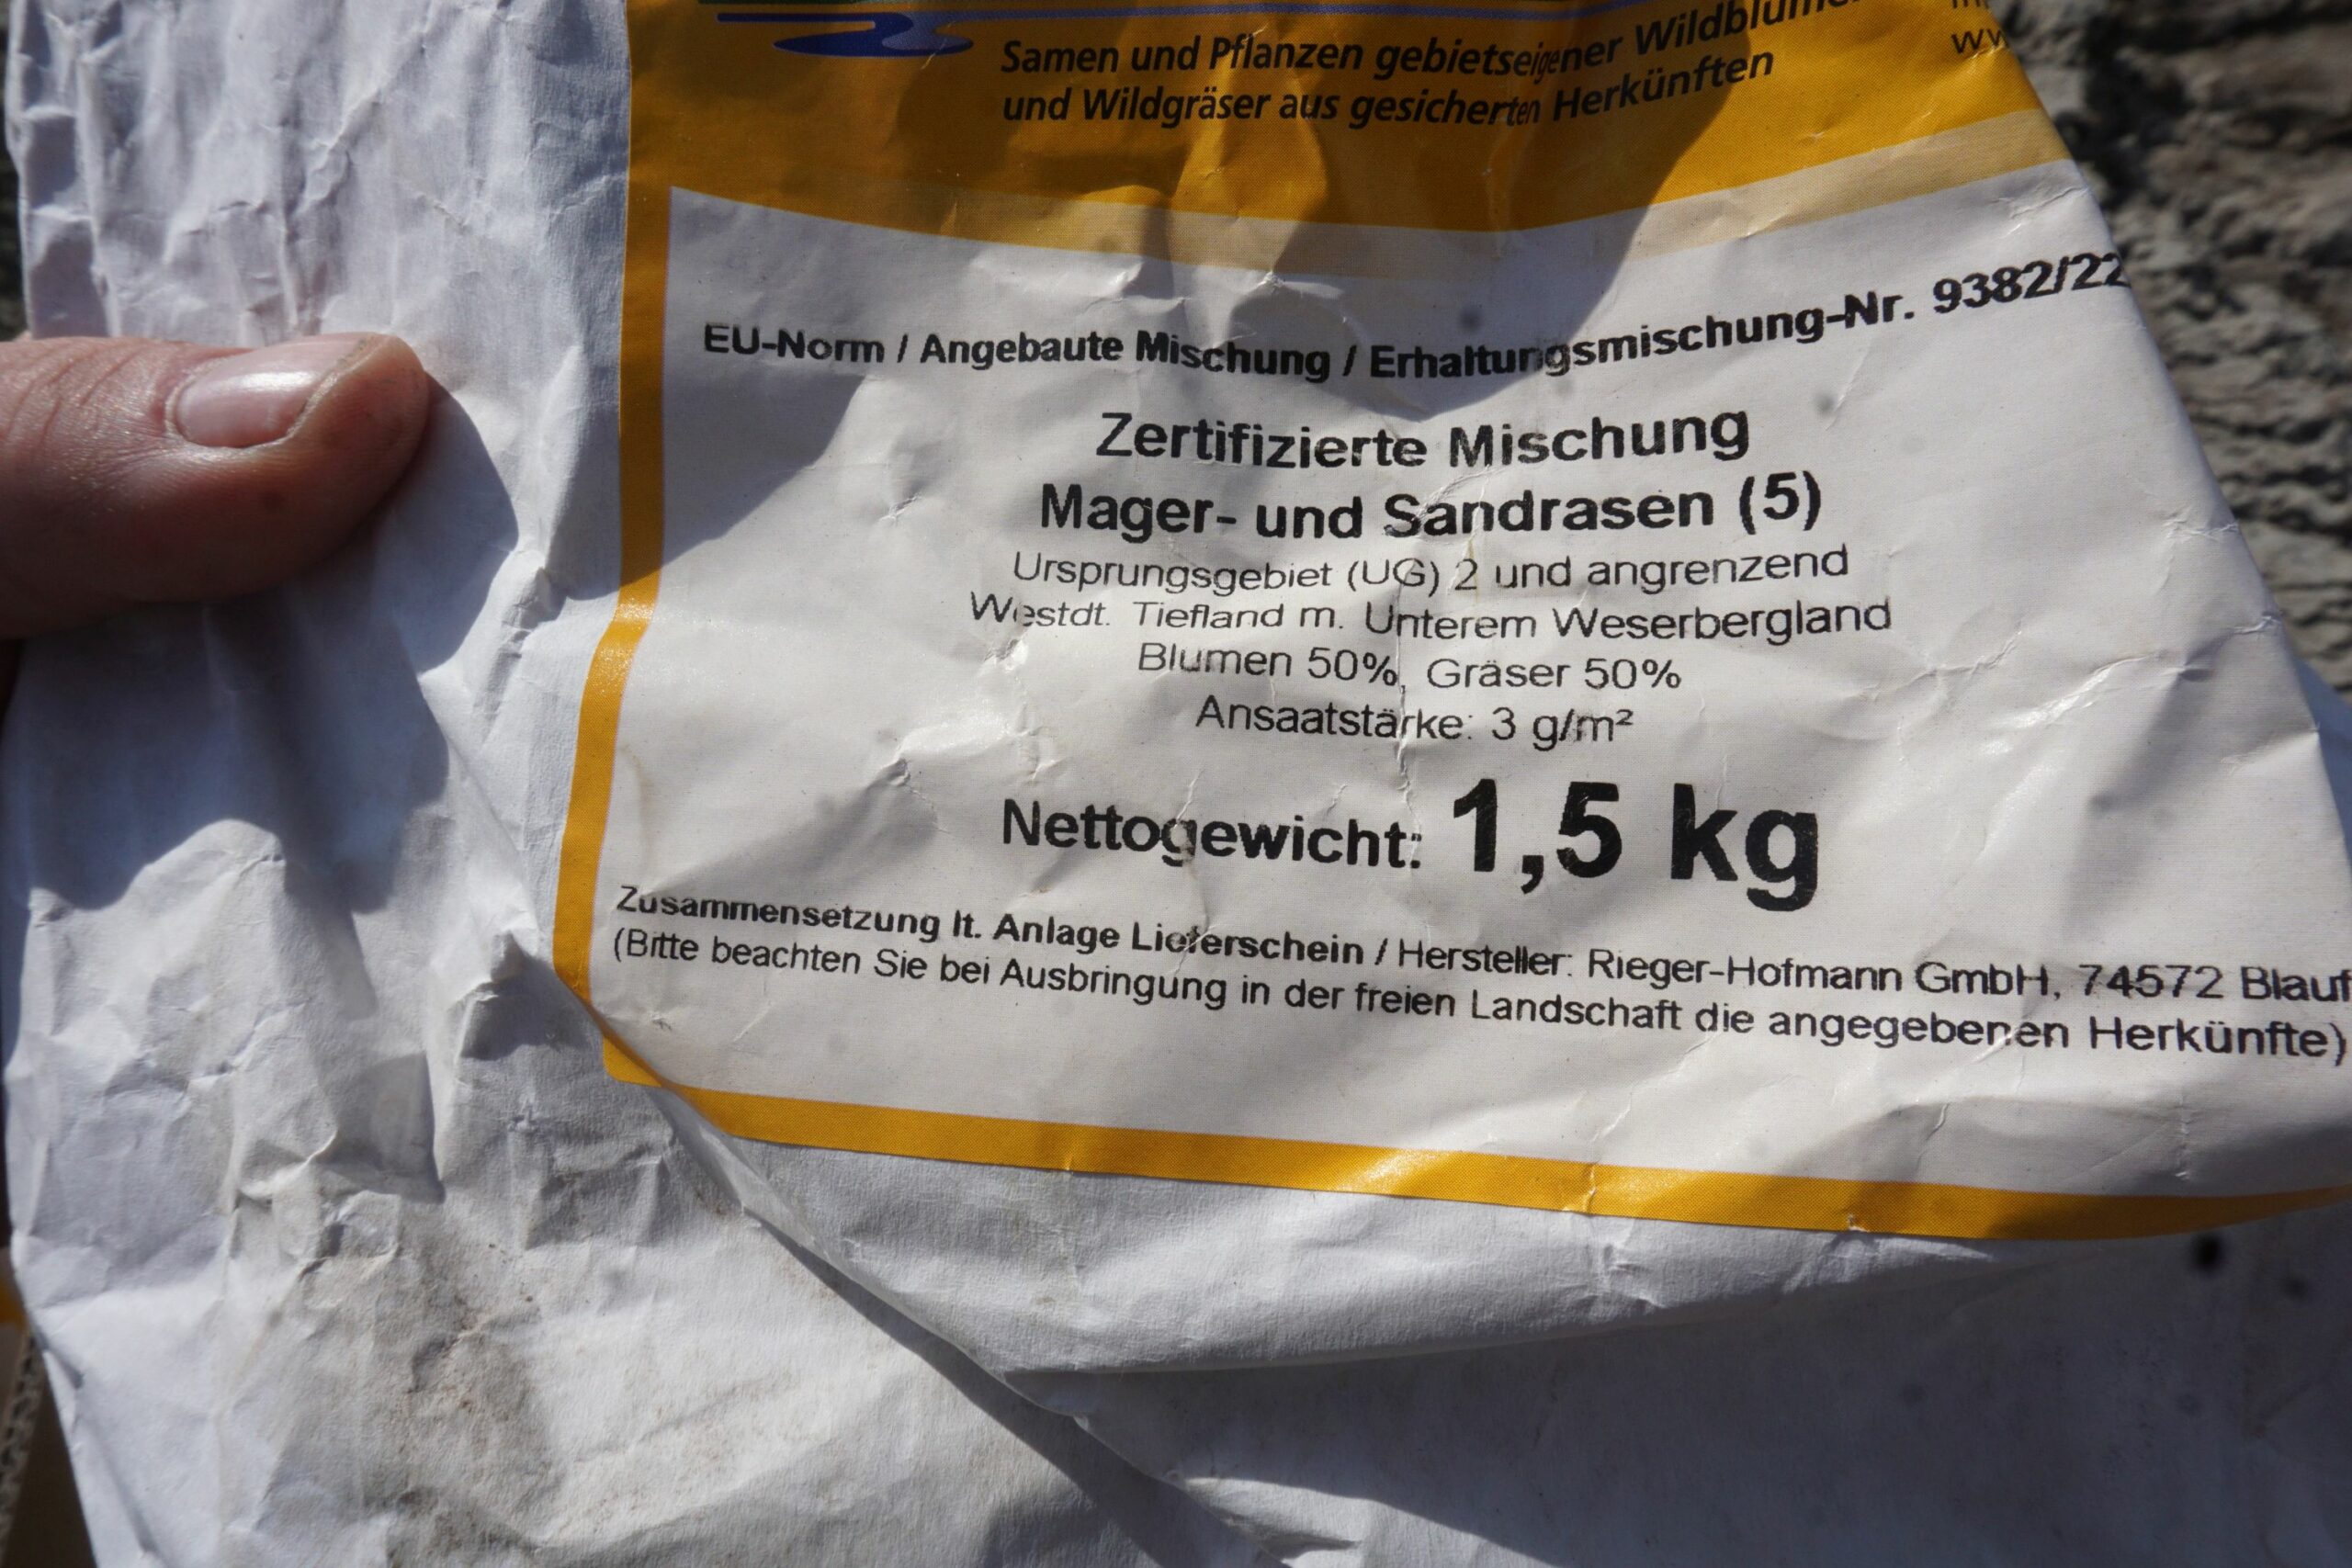 Samen und Pflanzen gebietseigener
und Wildgräser aus gesicherten Herkünften
EU-Norm / Angebaute Mischung / Erhaltungsmischung-Nr. 9382/22
Zertifizierte Mischung
Mager- und Sandrasen (5)
Ursprungsgebiet (UG) 2 und angrenzend
Westdt. Tiefland m. Unterem Weserbergland
Blumen 50%, Gräser 50%
Ansaatstärke: 3 g/m²
Nettogewicht: 1,5 kg
Zusammensetzung lt. Anlage Lieferschein / Hersteller: Rieger-Hofmann GmbH, 74572
(Bitte beachten Sie bei Ausbringung in der freien Landschaft die angegebenen Herkünfte)